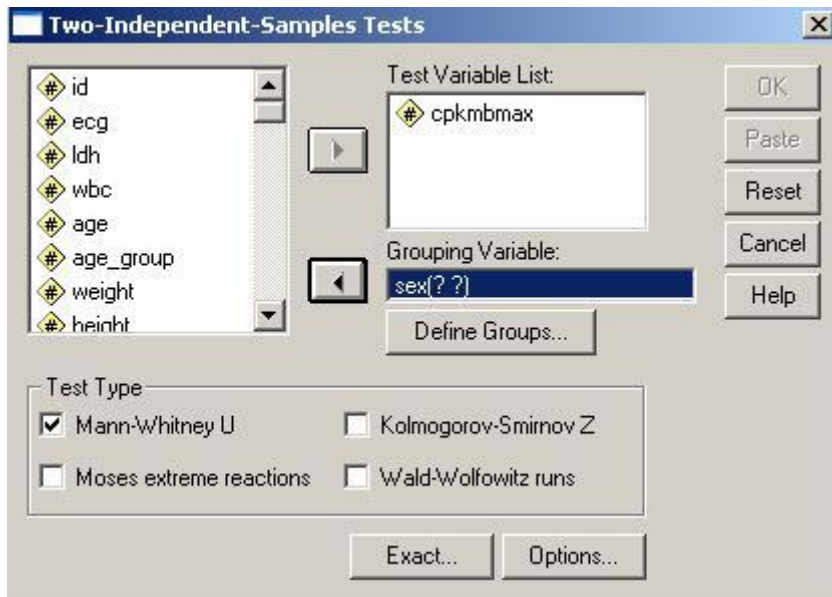 Two-Independent-Samples Tests
id
ecg
ldh
wbc
age
age_group
weight
height
Test Variable List:
cpkmbmax
Grouping Variable:
sex(? ?)
Define Groups...
OK
Paste
Reset
Cancel
Help
Test Type
Mann-Whitney U
Kolmogorov-Smirnov Z
Moses extreme reactions
Wald-Wolfowitz runs
Exact...
Options...